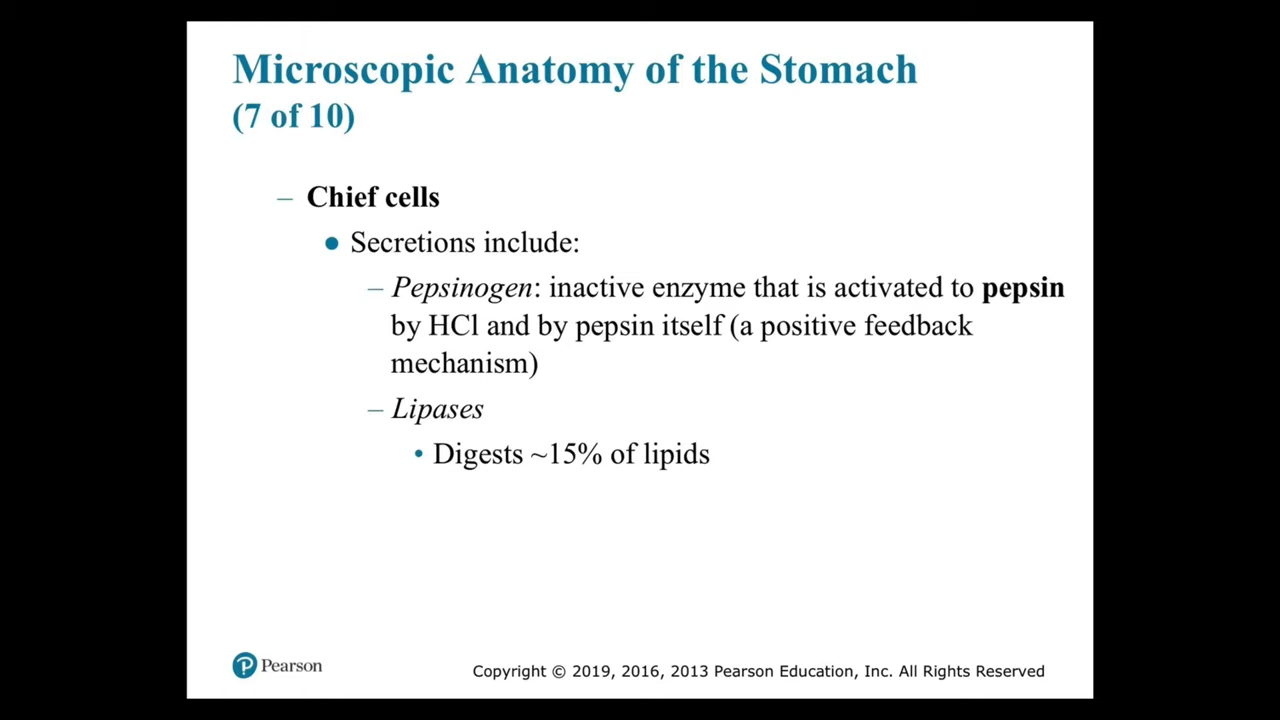 Microscopic Anatomy of the Stomach
(7 of 10)
– Chief cells
● Secretions include:
– Pepsinogen: inactive enzyme that is activated to pepsin
by HCl and by pepsin itself (a positive feedback
mechanism)
– Lipases
• Digests ~15% of lipids
P Pearson
Copyright © 2019, 2016, 2013 Pearson Education, Inc. All Rights Reserved